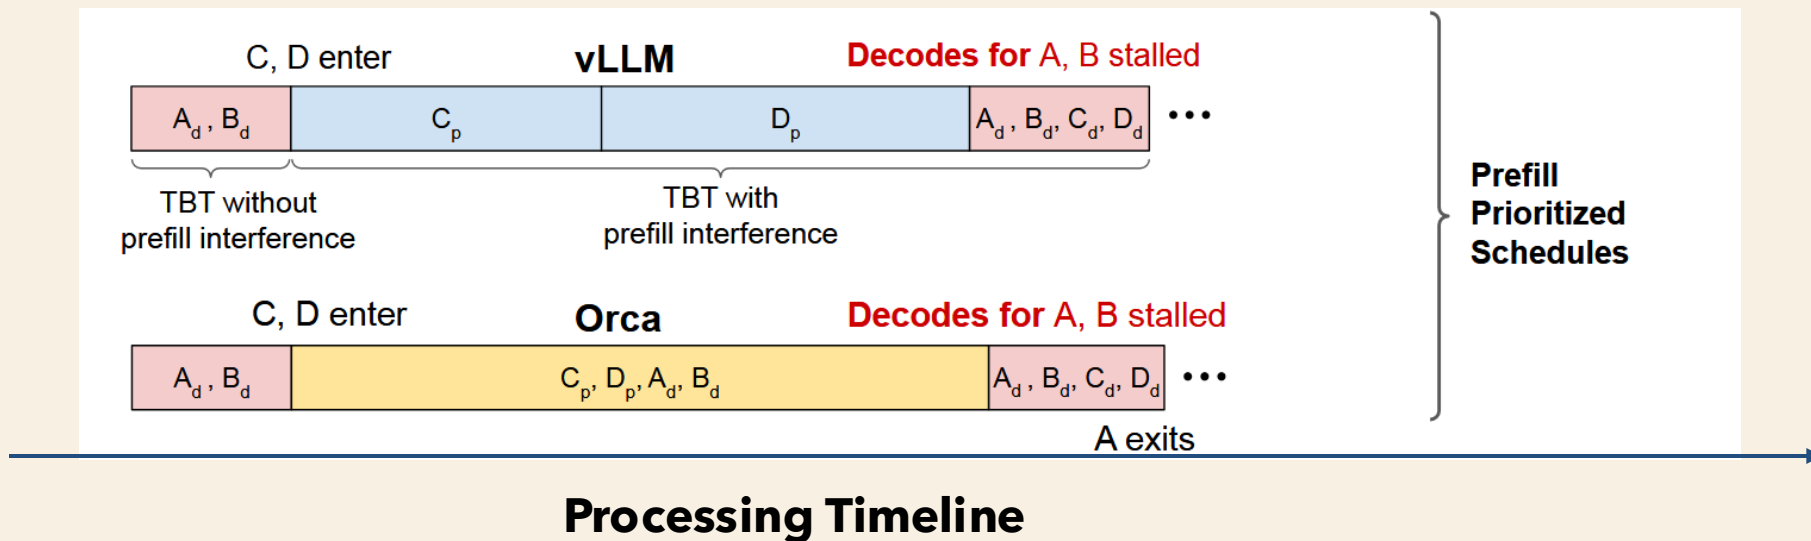 C, D enter
vLLM
Decodes for A, B stalled
Ad , Bd
Cp
Dp
Ad , Bd, Cd, Dd
•••
TBT without
prefill interference
TBT with
prefill interference
Prefill
Prioritized
Schedules
C, D enter
Orca
Decodes for A, B stalled
Ad , Bd
Cp, Dp, Ad, Bd
Ad , Bd, Cd, Dd
•••
A exits
Processing Timeline